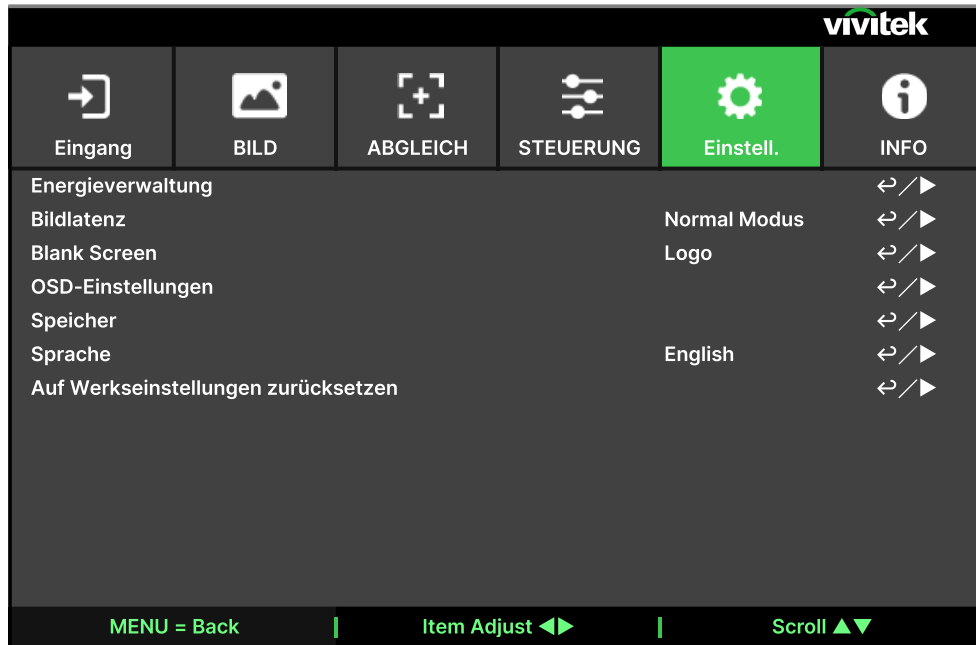 vivitek
Eingang BILD ABGLEICH STEUERUNG Einstell. INFO
Energieverwaltung
Bildlatenz Normal Modus
Blank Screen Logo
OSD-Einstellungen
Speicher
Sprache English
Auf Werkseinstellungen zurücksetzen
MENU = Back Item Adjust ◀▶ Scroll ▲▼